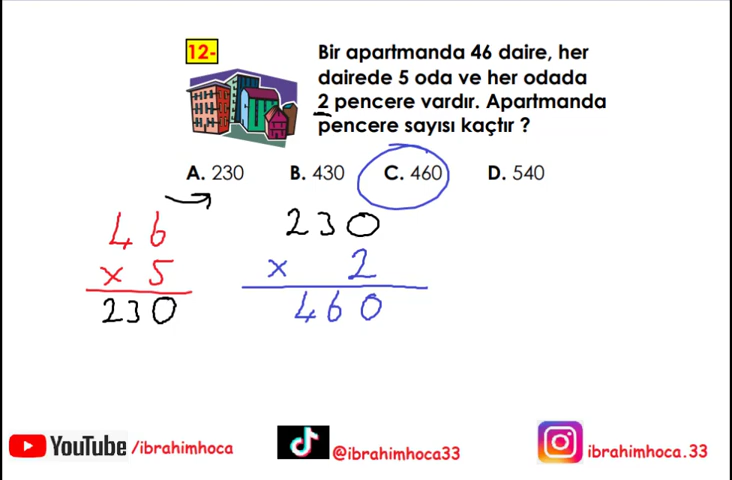 12-
Bir apartmanda 46 daire, her
dairede 5 oda ve her odada
2 pencere vardır. Apartmanda
pencere sayısı kaçtır ?
A. 230 B. 430 C. 460 D. 540
46
x 5
230
230
x 2
460
YouTube /ibrahimhoca
@ibrahimhoca33
ibrahimhoca.33